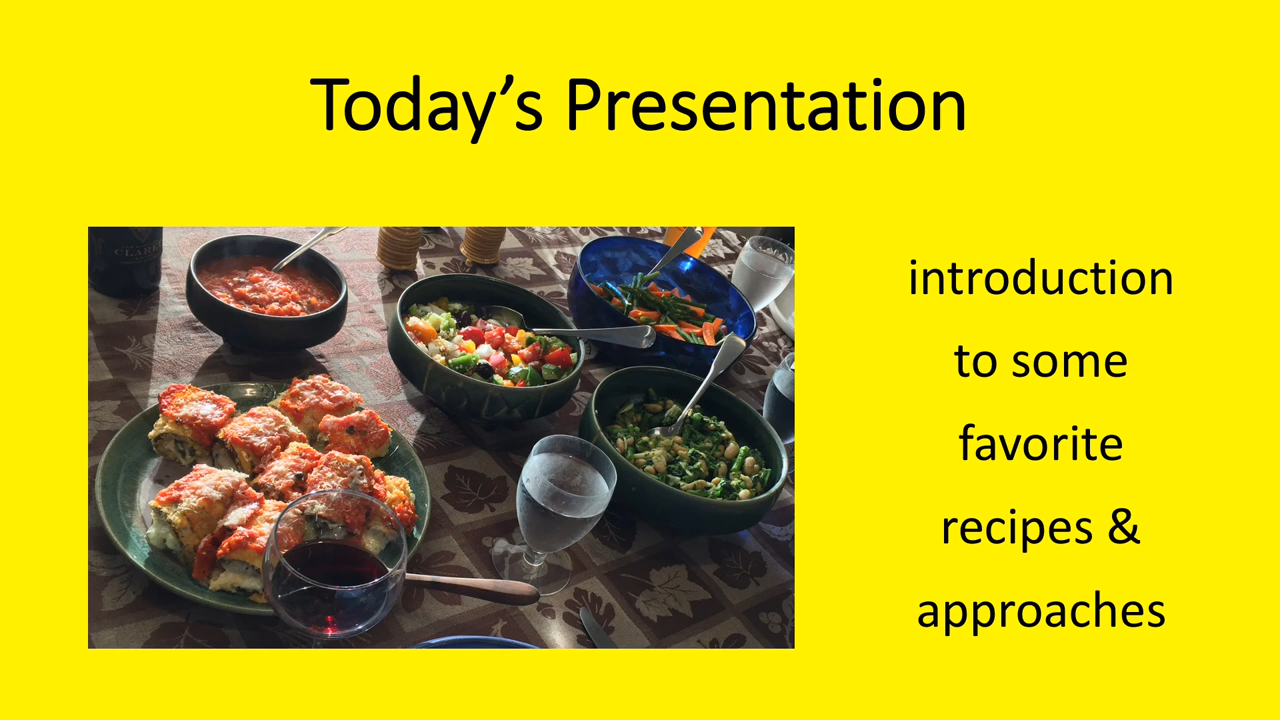 Today’s Presentation
introduction
to some
favorite
recipes &
approaches